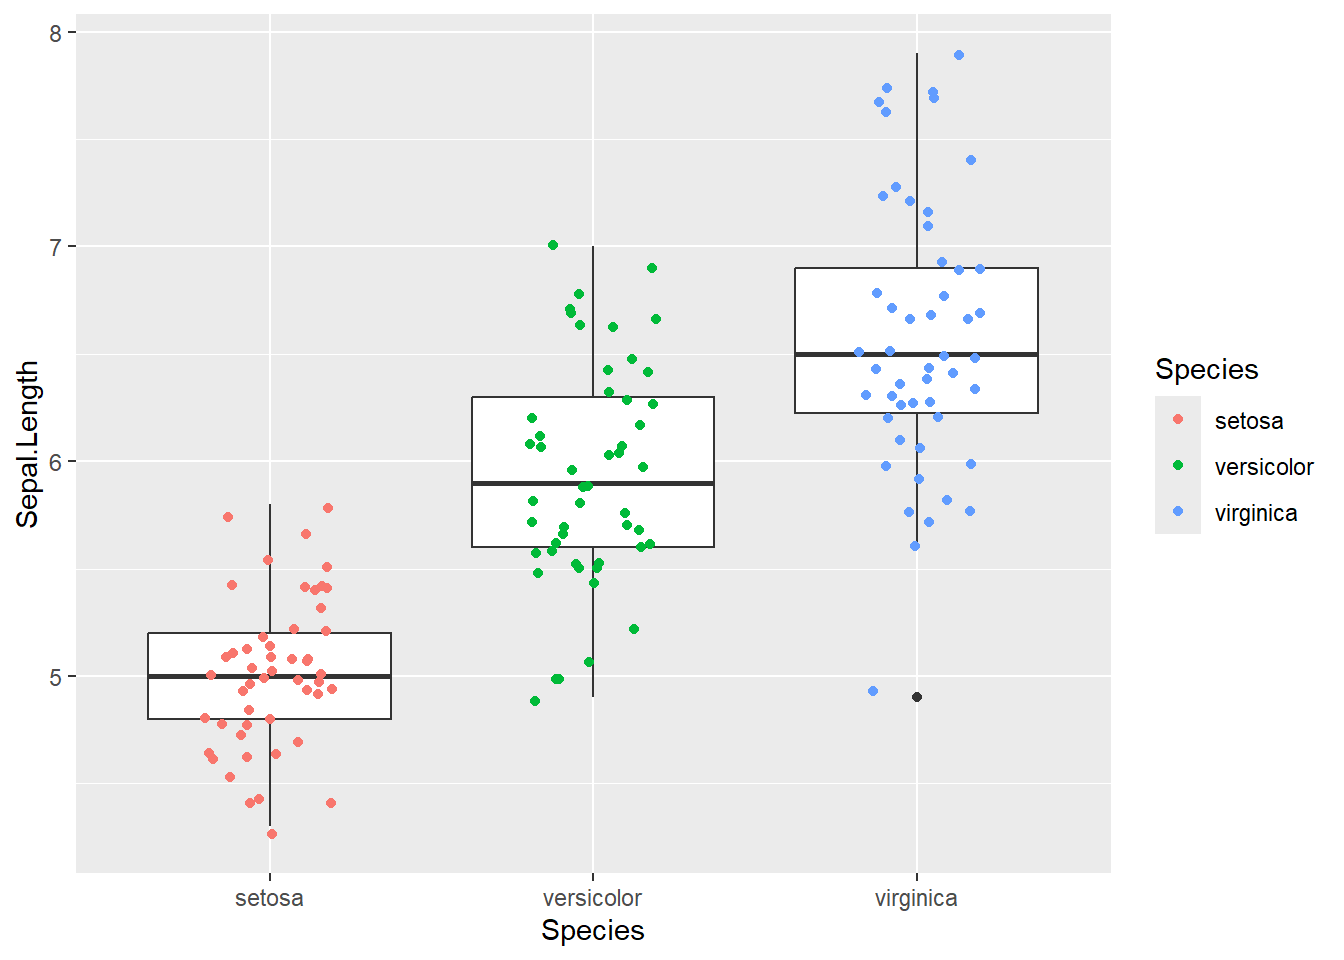 8
7
6
5
Sepal.Length
setosa
versicolor
virginica
Species
Species
setosa
versicolor
virginica